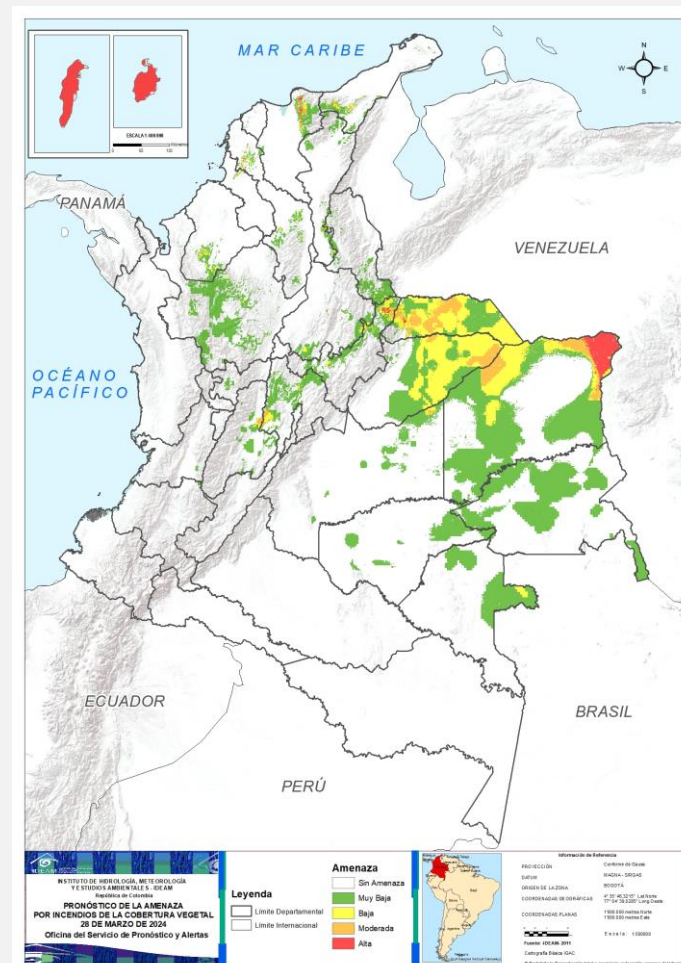 MAR CARIBE
N
W
E
S
PANAMÁ
VENEZUELA
OCÉANO
PACÍFICO
ECUADOR
BRASIL
PERÚ
IDEAM
INSTITUTO DE HIDROLOGÍA, METEOROLOGÍA
Y ESTUDIOS AMBIENTALES - IDEAM
República de Colombia
PRONÓSTICO DE LA AMENAZA
POR INCENDIOS DE LA COBERTURA VEGETAL
28 DE MARZO DE 2024
Oficina del Servicio de Pronóstico y Alertas
Leyenda
Límite Departamental
Límite Internacional
Amenaza
Sin Amenaza
Muy Baja
Baja
Moderada
Alta
Información de Referencia
PROYECCIÓN
Conforme de Gauss
DATUM
MAGNA - SIRGAS
ORIGEN DE LA ZONA
BOGOTÁ
COORDENADAS GEOGRÁFICAS
COORDENADAS PLANAS
Fuente: IDEAM- 2011
Cartografía Básica IGAC